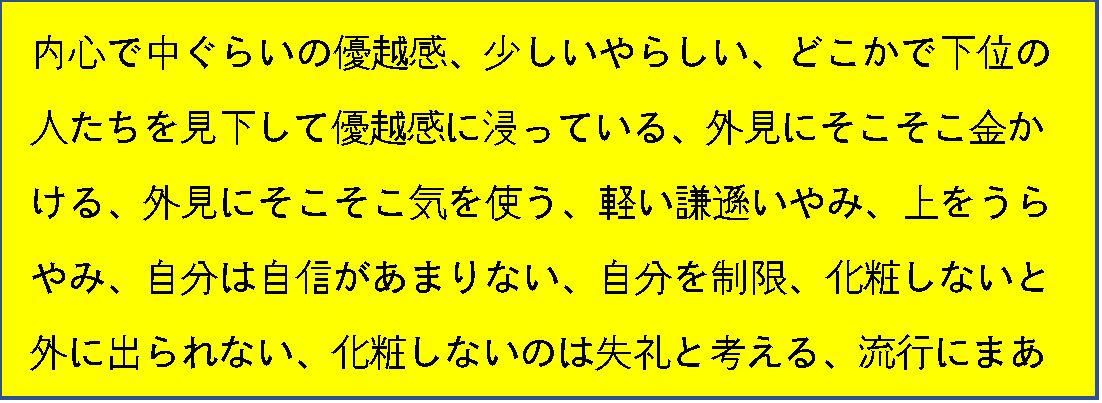 内心で中ぐらいの優越感、少しいやらしい、どこかで下位の
人たちを見下して優越感に浸っている、外見にそこそこ金か
ける、外見にそこそこ気を使う、軽い謙遜いやみ、上をうら
やみ、自分は自信があまりない、自分を制限、化粧しないと
外に出られない、化粧しないのは失礼と考える、流行にまあ